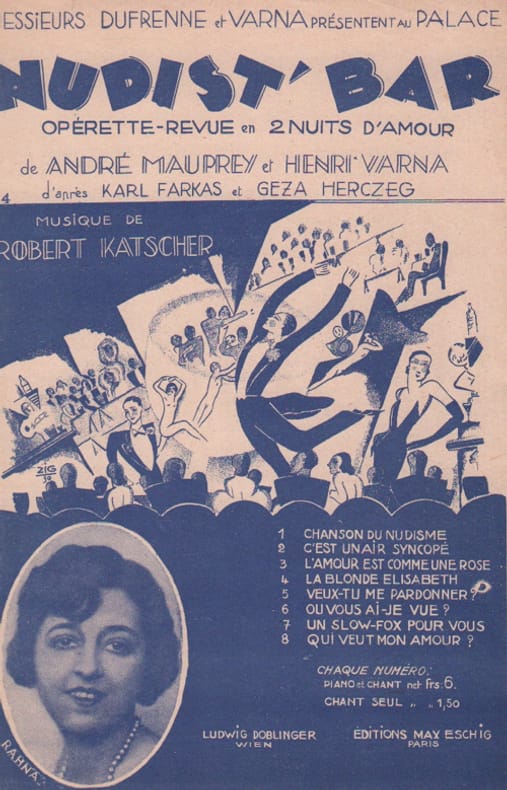 ESSIEURS DUFRENNE et VARNA PRÉSENTENT AU PALACE
NUDIST' BAR
OPÉRETTE-REVUE en 2 NUITS D'AMOUR
de ANDRÉ MAUPREY et HENRI VARNA
4 d'après KARL FARKAS et GEZA HERCZEG
MUSIQUE DE
ROBERT KATSCHER
ZIG
30
1 CHANSON DU NUDISME
2 C'EST UN AIR SYNCOPÉ
3 L'AMOUR EST COMME UNE ROSE
4 LA BLONDE ELISABETH
5 VEUX-TU ME PARDONNER?
6 OU VOUS AI-JE VUE?
7 UN SLOW-FOX POUR VOUS
8 QUI VEUT MON AMOUR?
CHAQUE NUMÉRO:
PIANO et CHANT net Frs: 6.
CHANT SEUL " " 1,50
RAHNA
LUDWIG DOBLINGER
WIEN
ÉDITIONS MAX ESCHIG
PARIS